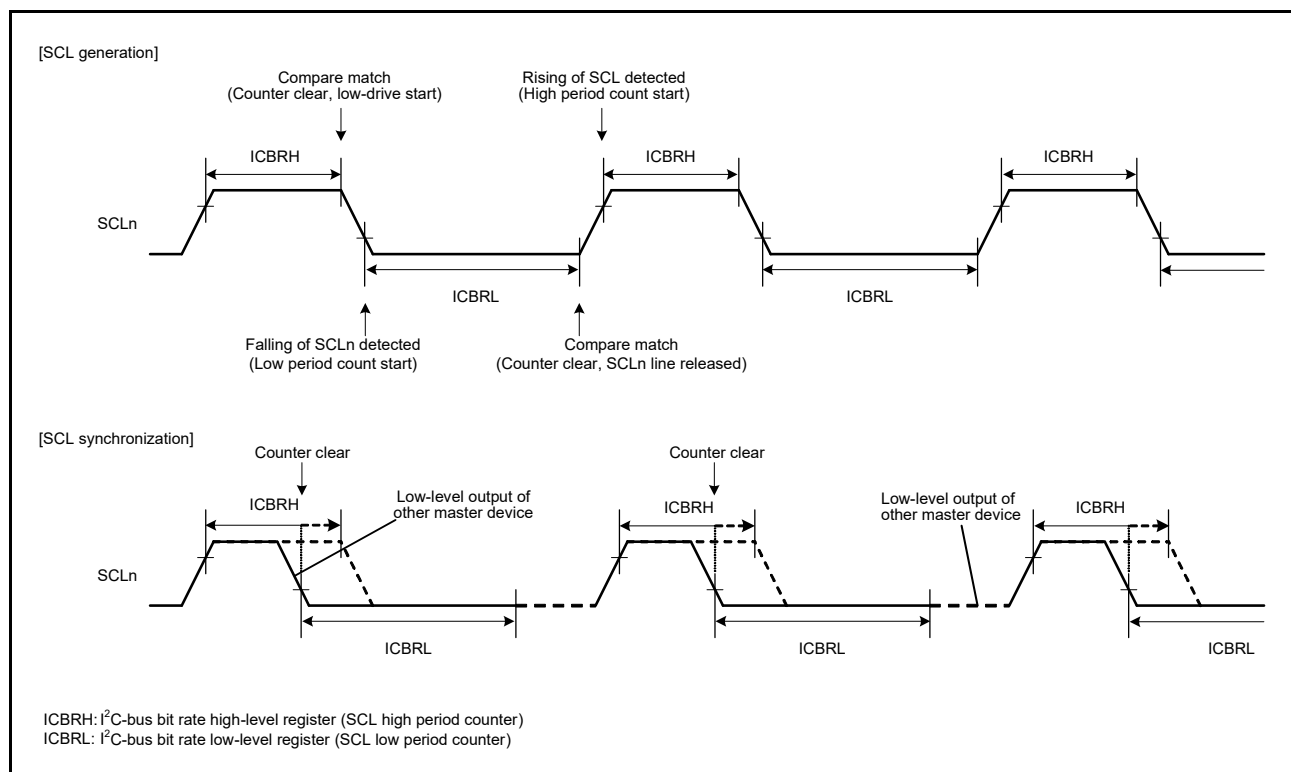 [SCL generation]
Compare match
(Counter clear, low-drive start)
Rising of SCL detected
(High period count start)
ICBRH
ICBRH
ICBRH
SCLn
ICBRL
ICBRL
Falling of SCLn detected
(Low period count start)
Compare match
(Counter clear, SCLn line released)
[SCL synchronization]
Counter clear
Counter clear
ICBRH
Low-level output of
other master device
ICBRH
Low-level output of
other master device
ICBRH
SCLn
ICBRL
ICBRL
ICBRL
ICBRH: I²C-bus bit rate high-level register (SCL high period counter)
ICBRL: I²C-bus bit rate low-level register (SCL low period counter)